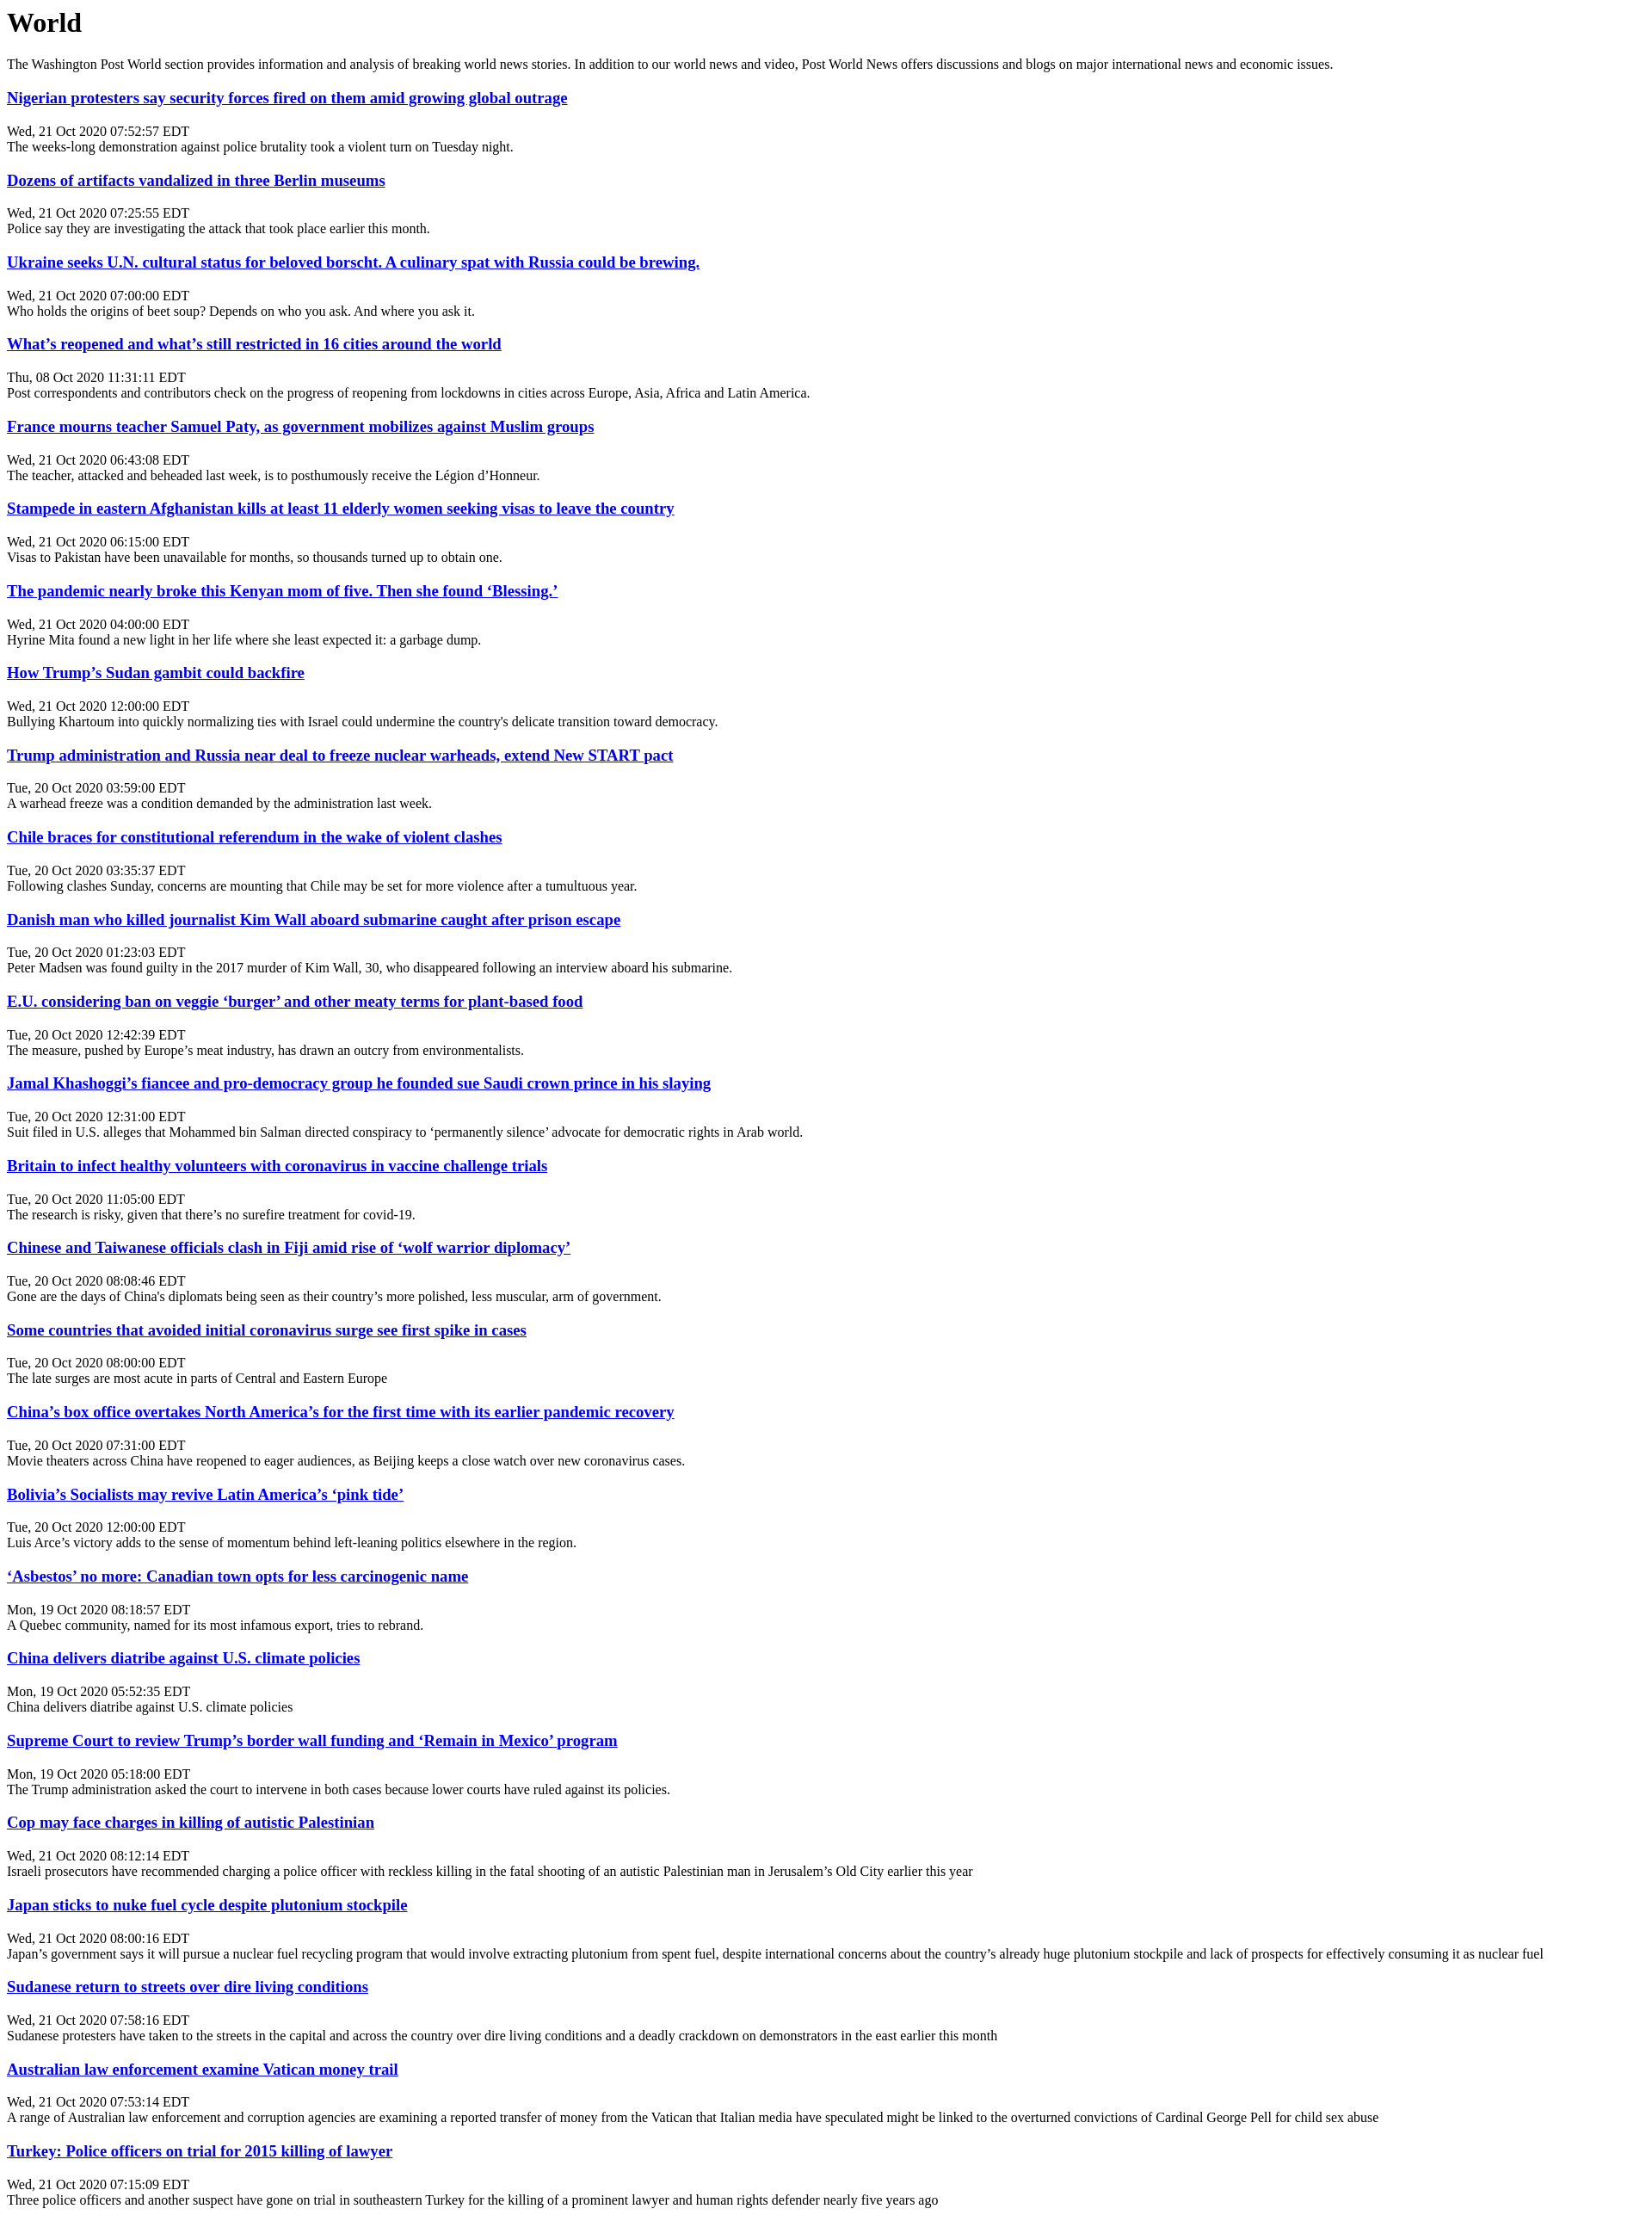 World
The Washington Post World section provides information and analysis of breaking world news stories. In addition to our world news and video, Post World News offers discussions and blogs on major international news and economic issues.
Nigerian protesters say security forces fired on them amid growing global outrage
Wed, 21 Oct 2020 07:52:57 EDT
The weeks-long demonstration against police brutality took a violent turn on Tuesday night.
Dozens of artifacts vandalized in three Berlin museums
Wed, 21 Oct 2020 07:25:55 EDT
Police say they are investigating the attack that took place earlier this month.
Ukraine seeks U.N. cultural status for beloved borscht. A culinary spat with Russia could be brewing.
Wed, 21 Oct 2020 07:00:00 EDT
Who holds the origins of beet soup? Depends on who you ask. And where you ask it.
What’s reopened and what’s still restricted in 16 cities around the world
Thu, 08 Oct 2020 11:31:11 EDT
Post correspondents and contributors check on the progress of reopening from lockdowns in cities across Europe, Asia, Africa and Latin America.
France mourns teacher Samuel Paty, as government mobilizes against Muslim groups
Wed, 21 Oct 2020 06:43:08 EDT
The teacher, attacked and beheaded last week, is to posthumously receive the Légion d’Honneur.
Stampede in eastern Afghanistan kills at least 11 elderly women seeking visas to leave the country
Wed, 21 Oct 2020 06:15:00 EDT
Visas to Pakistan have been unavailable for months, so thousands turned up to obtain one.
The pandemic nearly broke this Kenyan mom of five. Then she found ‘Blessing.’
Wed, 21 Oct 2020 04:00:00 EDT
Hyrine Mita found a new light in her life where she least expected it: a garbage dump.
How Trump’s Sudan gambit could backfire
Wed, 21 Oct 2020 12:00:00 EDT
Bullying Khartoum into quickly normalizing ties with Israel could undermine the country's delicate transition toward democracy.
Trump administration and Russia near deal to freeze nuclear warheads, extend New START pact
Tue, 20 Oct 2020 03:59:00 EDT
A warhead freeze was a condition demanded by the administration last week.
Chile braces for constitutional referendum in the wake of violent clashes
Tue, 20 Oct 2020 03:35:37 EDT
Following clashes Sunday, concerns are mounting that Chile may be set for more violence after a tumultuous year.
Danish man who killed journalist Kim Wall aboard submarine caught after prison escape
Tue, 20 Oct 2020 01:23:03 EDT
Peter Madsen was found guilty in the 2017 murder of Kim Wall, 30, who disappeared following an interview aboard his submarine.
E.U. considering ban on veggie ‘burger’ and other meaty terms for plant-based food
Tue, 20 Oct 2020 12:42:39 EDT
The measure, pushed by Europe’s meat industry, has drawn an outcry from environmentalists.
Jamal Khashoggi’s fiancee and pro-democracy group he founded sue Saudi crown prince in his slaying
Tue, 20 Oct 2020 12:31:00 EDT
Suit filed in U.S. alleges that Mohammed bin Salman directed conspiracy to ‘permanently silence’ advocate for democratic rights in Arab world.
Britain to infect healthy volunteers with coronavirus in vaccine challenge trials
Tue, 20 Oct 2020 11:05:00 EDT
The research is risky, given that there’s no surefire treatment for covid-19.
Chinese and Taiwanese officials clash in Fiji amid rise of ‘wolf warrior diplomacy’
Tue, 20 Oct 2020 08:08:46 EDT
Gone are the days of China's diplomats being seen as their country’s more polished, less muscular, arm of government.
Some countries that avoided initial coronavirus surge see first spike in cases
Tue, 20 Oct 2020 08:00:00 EDT
The late surges are most acute in parts of Central and Eastern Europe
China’s box office overtakes North America’s for the first time with its earlier pandemic recovery
Tue, 20 Oct 2020 07:31:00 EDT
Movie theaters across China have reopened to eager audiences, as Beijing keeps a close watch over new coronavirus cases.
Bolivia’s Socialists may revive Latin America’s ‘pink tide’
Tue, 20 Oct 2020 12:00:00 EDT
Luis Arce’s victory adds to the sense of momentum behind left-leaning politics elsewhere in the region.
‘Asbestos’ no more: Canadian town opts for less carcinogenic name
Mon, 19 Oct 2020 08:18:57 EDT
A Quebec community, named for its most infamous export, tries to rebrand.
China delivers diatribe against U.S. climate policies
Mon, 19 Oct 2020 05:52:35 EDT
China delivers diatribe against U.S. climate policies
Supreme Court to review Trump’s border wall funding and ‘Remain in Mexico’ program
Mon, 19 Oct 2020 05:18:00 EDT
The Trump administration asked the court to intervene in both cases because lower courts have ruled against its policies.
Cop may face charges in killing of autistic Palestinian
Wed, 21 Oct 2020 08:12:14 EDT
Israeli prosecutors have recommended charging a police officer with reckless killing in the fatal shooting of an autistic Palestinian man in Jerusalem’s Old City earlier this year
Japan sticks to nuke fuel cycle despite plutonium stockpile
Wed, 21 Oct 2020 08:00:16 EDT
Japan’s government says it will pursue a nuclear fuel recycling program that would involve extracting plutonium from spent fuel, despite international concerns about the country’s already huge plutonium stockpile and lack of prospects for effectively consuming it as nuclear fuel
Sudanese return to streets over dire living conditions
Wed, 21 Oct 2020 07:58:16 EDT
Sudanese protesters have taken to the streets in the capital and across the country over dire living conditions and a deadly crackdown on demonstrators in the east earlier this month
Australian law enforcement examine Vatican money trail
Wed, 21 Oct 2020 07:53:14 EDT
A range of Australian law enforcement and corruption agencies are examining a reported transfer of money from the Vatican that Italian media have speculated might be linked to the overturned convictions of Cardinal George Pell for child sex abuse
Turkey: Police officers on trial for 2015 killing of lawyer
Wed, 21 Oct 2020 07:15:09 EDT
Three police officers and another suspect have gone on trial in southeastern Turkey for the killing of a prominent lawyer and human rights defender nearly five years ago